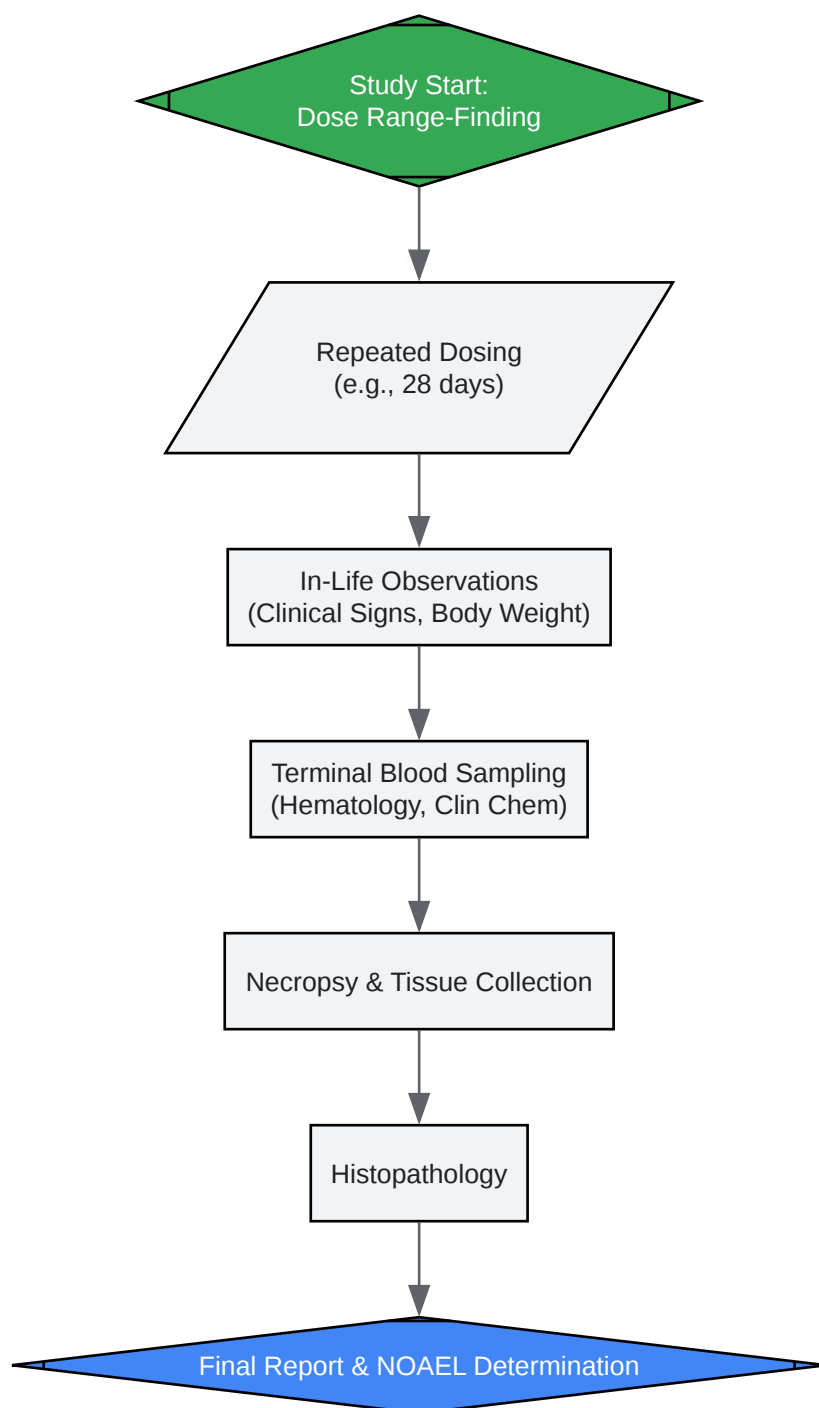 Study Start:
Dose Range-Finding
Repeated Dosing
(e.g., 28 days)
In-Life Observations
(Clinical Signs, Body Weight)
Terminal Blood Sampling
(Hematology, Clin Chem)
Necropsy & Tissue Collection
Histopathology
Final Report & NOAEL Determination